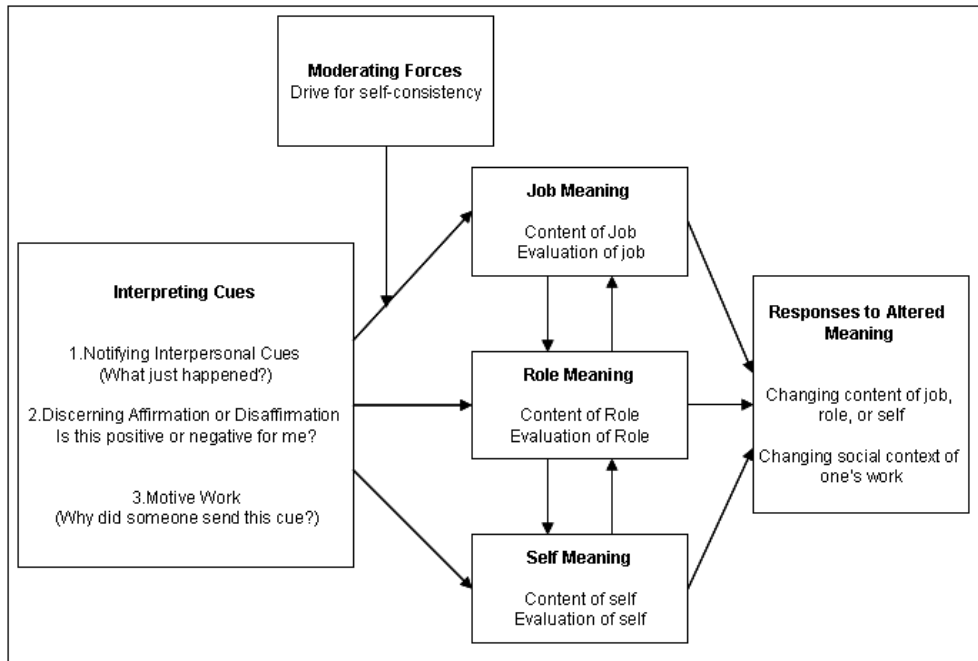 Moderating Forces
Drive for self-consistency
Job Meaning
Content of Job
Evaluation of job
Interpreting Cues
1.Notifying Interpersonal Cues
(What just happened?)
2.Discerning Affirmation or Disaffirmation
Is this positive or negative for me?
3.Motive Work
(Why did someone send this cue?)
Role Meaning
Content of Role
Evaluation of Role
Self Meaning
Content of self
Evaluation of self
Responses to Altered
Meaning
Changing content of job,
role, or self
Changing social context of
one's work